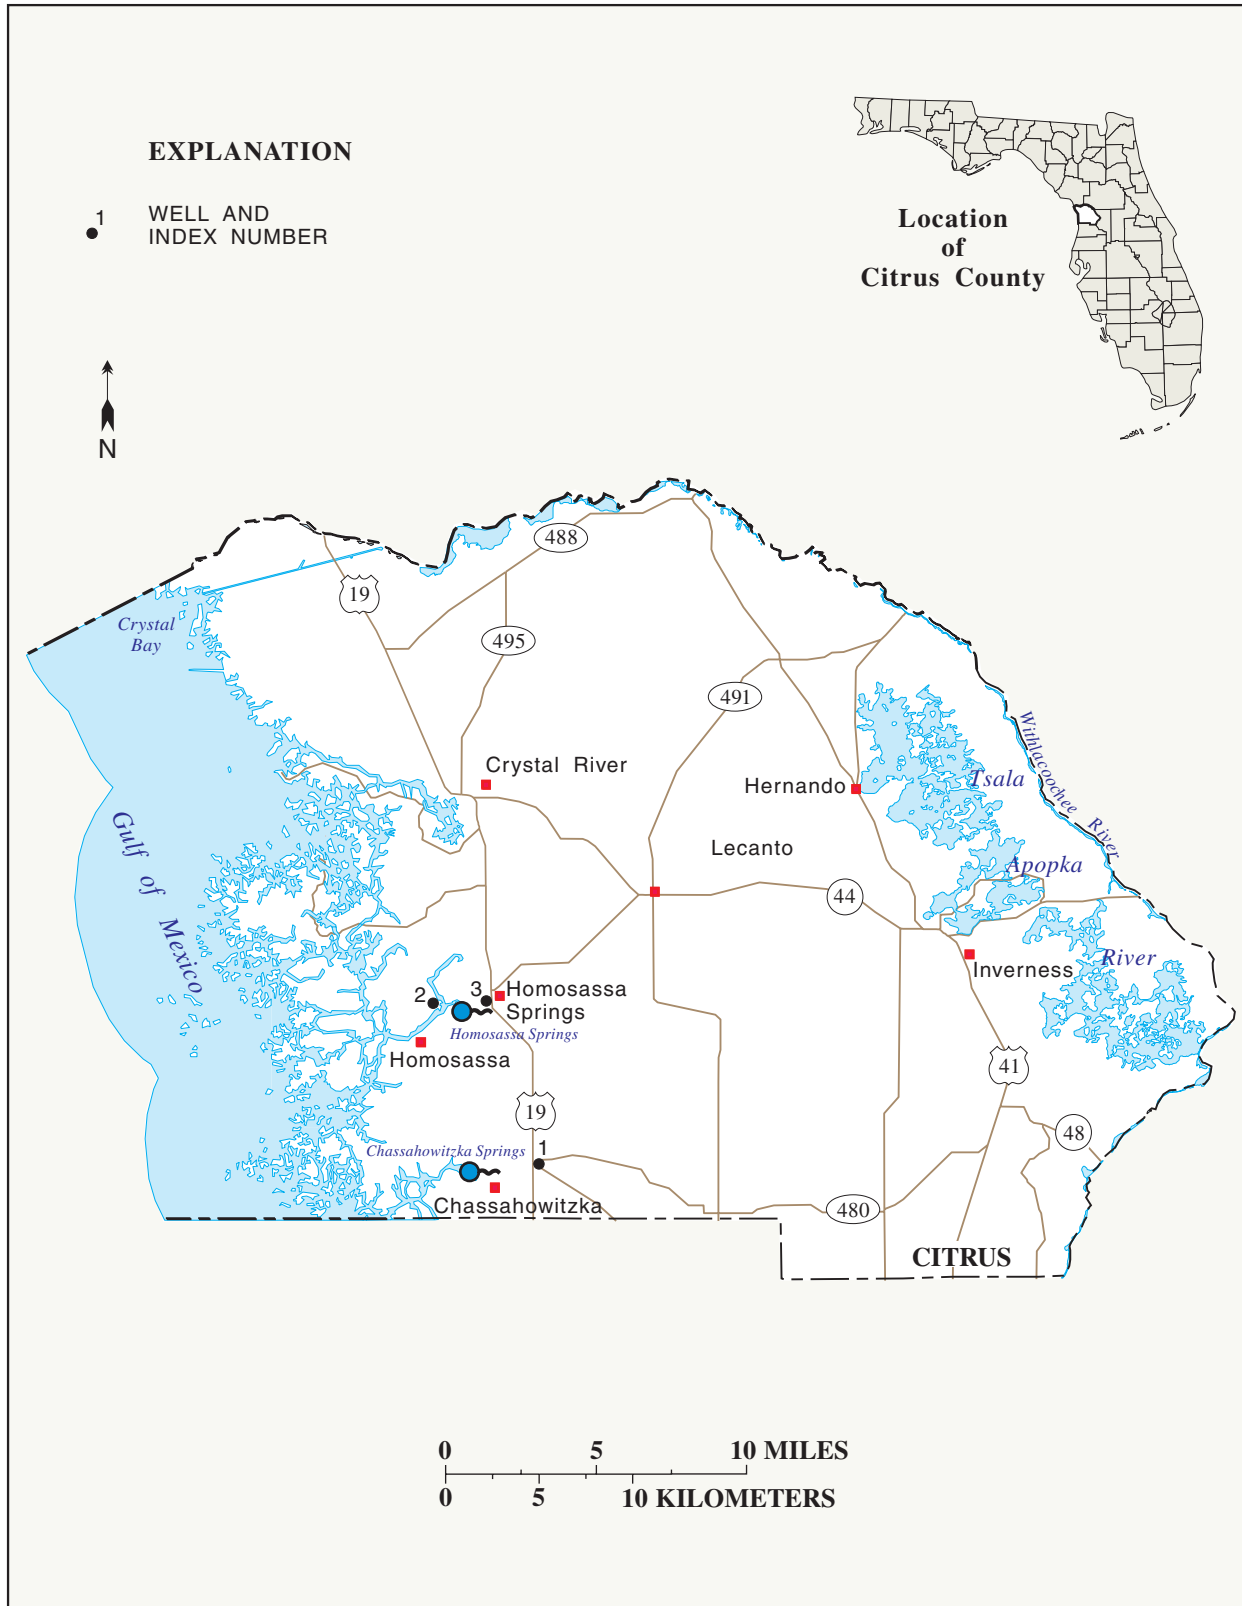 EXPLANATION
1
WELL AND
INDEX NUMBER
N
Location
of
Citrus County
488
19
Crystal
Bay
495
491
Withlacoochee River
Crystal River
Hernando
Tsala
Gulf of Mexico
Lecanto
Apopka
44
River
Inverness
2
3
Homosassa
Springs
Homosassa Springs
Homosassa
41
19
48
Chassahowitzka Springs
1
Chassahowitzka
480
CITRUS
0 5 10 MILES
0 5 10 KILOMETERS